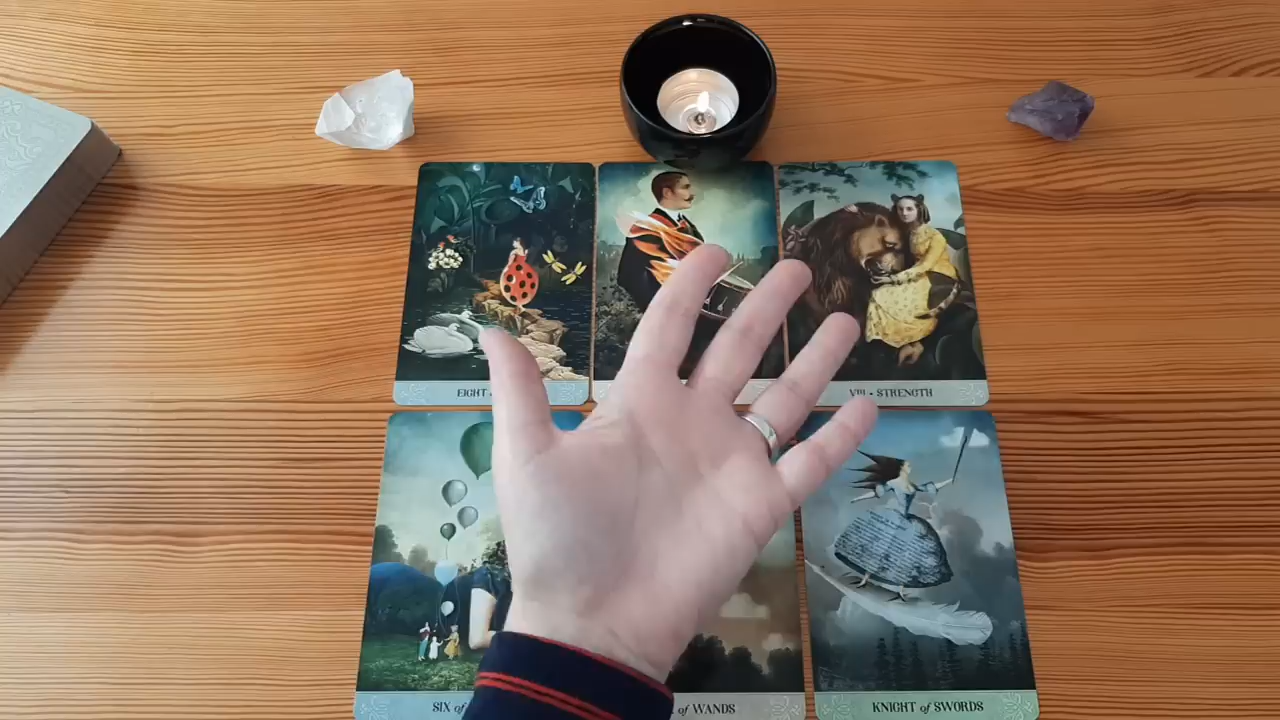 EIGHT
VIII • STRENGTH
SIX of
of WANDS
KNIGHT of SWORDS